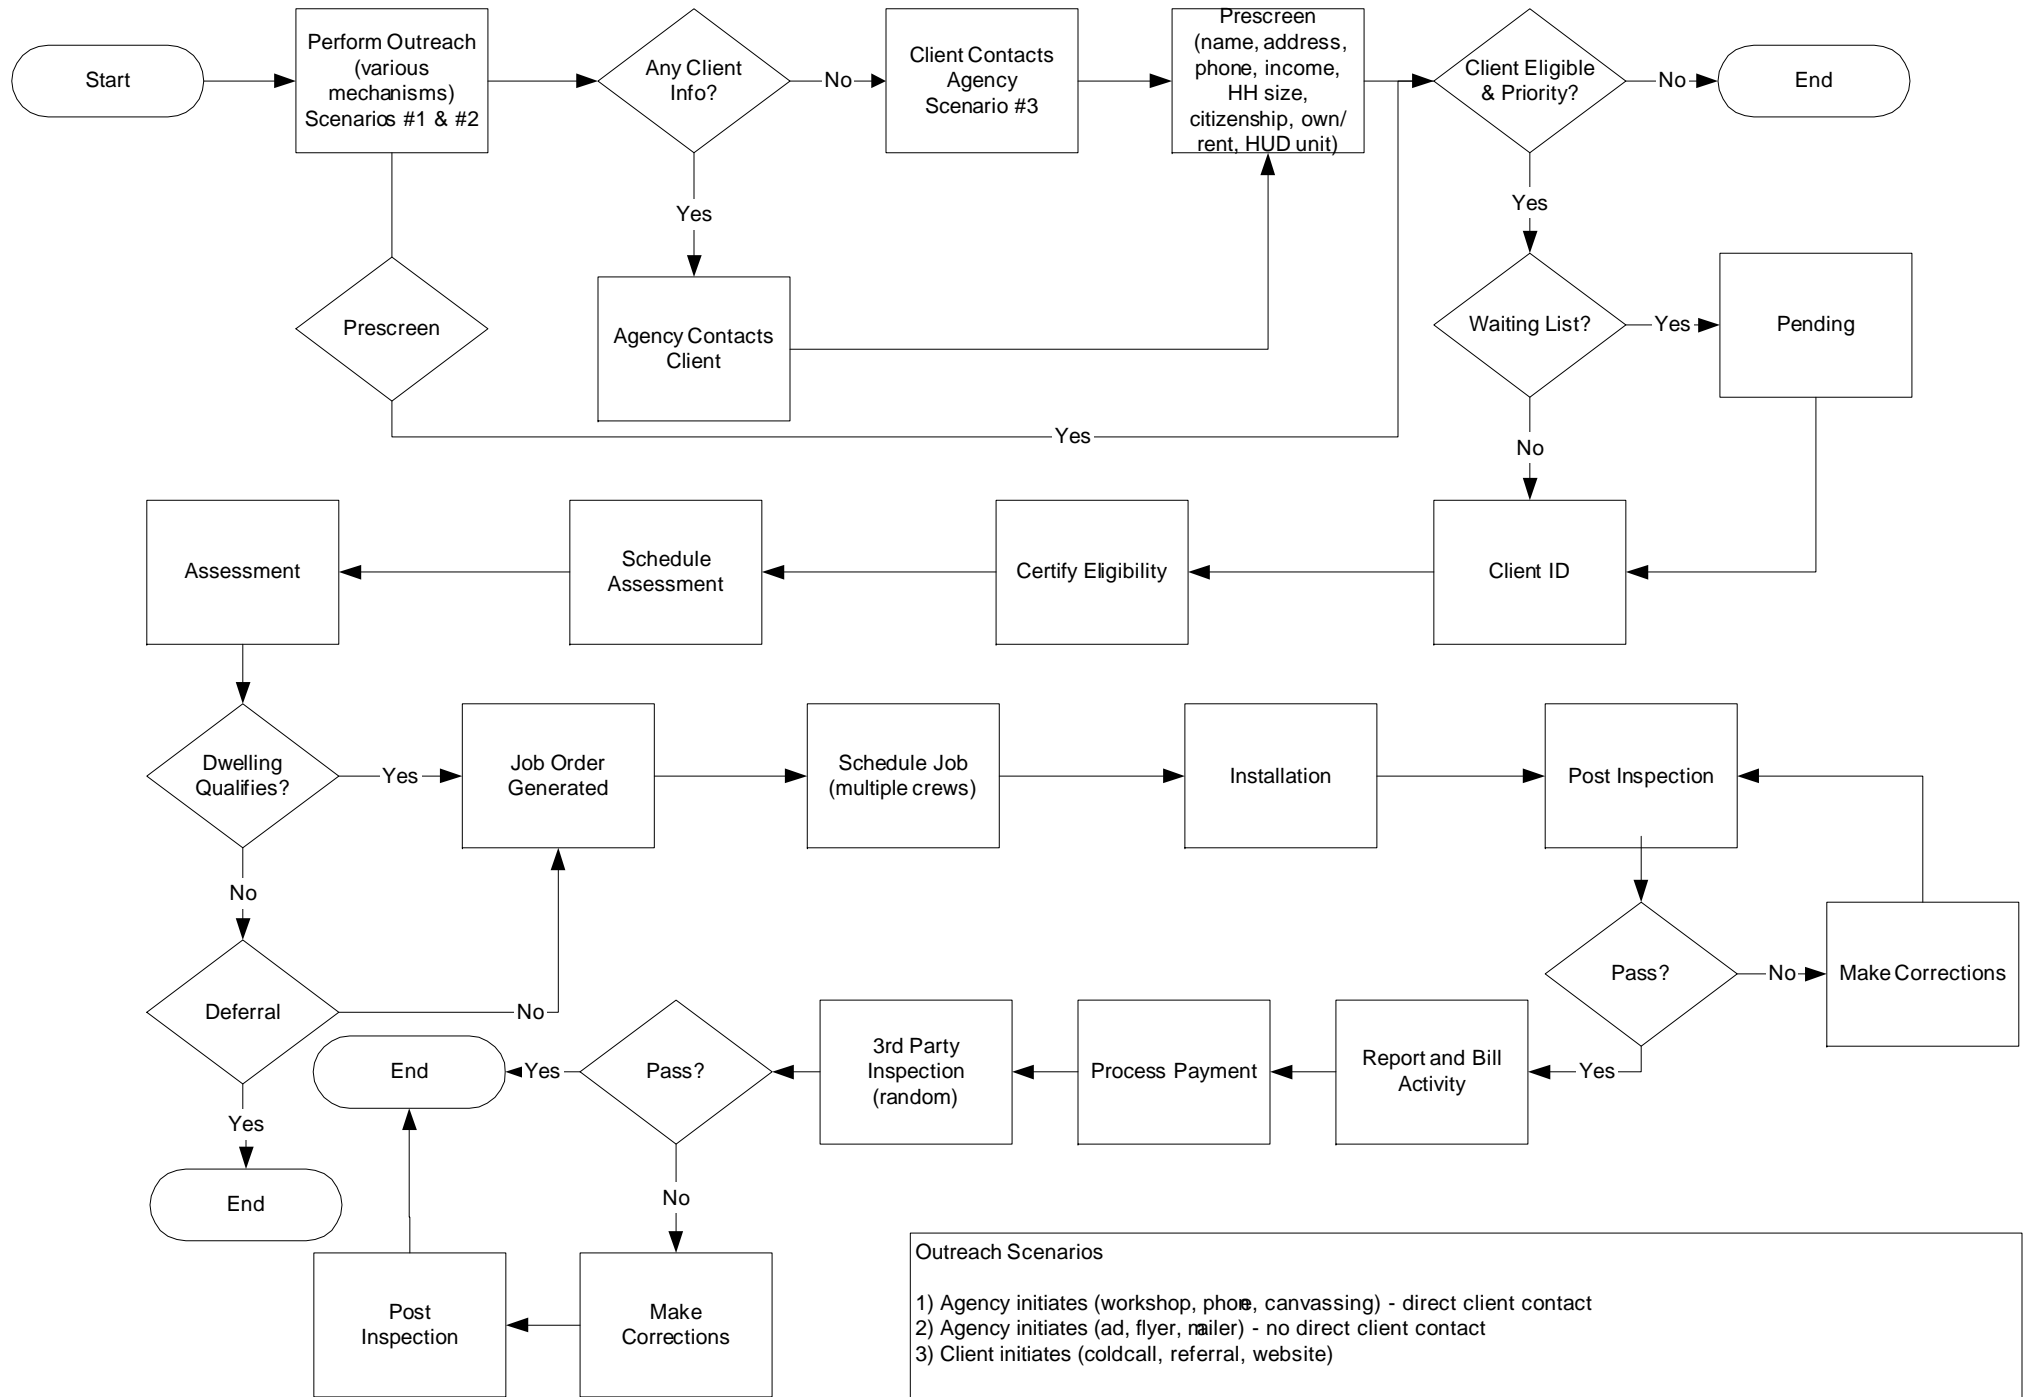 Start
Perform Outreach
(various
mechanisms)
Scenarios #1 & #2
Any Client
Info?
No
Client Contacts
Agency
Scenario #3
Prescreen
(name, address,
phone, income,
HH size,
citizenship, own/
rent, HUD unit)
Client Eligible
& Priority?
No
End
Yes
Yes
Prescreen
Agency Contacts
Client
Waiting List?
Yes
Pending
Yes
No
Assessment
Schedule
Assessment
Certify Eligibility
Client ID
Dwelling
Qualifies?
Yes
Job Order
Generated
Schedule Job
(multiple crews)
Installation
Post Inspection
No
Deferral
No
Pass?
No
Make Corrections
End
Yes
Pass?
3rd Party
Inspection
(random)
Process Payment
Report and Bill
Activity
Yes
Yes
End
No
Post
Inspection
Make
Corrections
Outreach Scenarios
1) Agency initiates (workshop, phone, canvassing) - direct client contact
2) Agency initiates (ad, flyer, mailer) - no direct client contact
3) Client initiates (coldcall, referral, website)